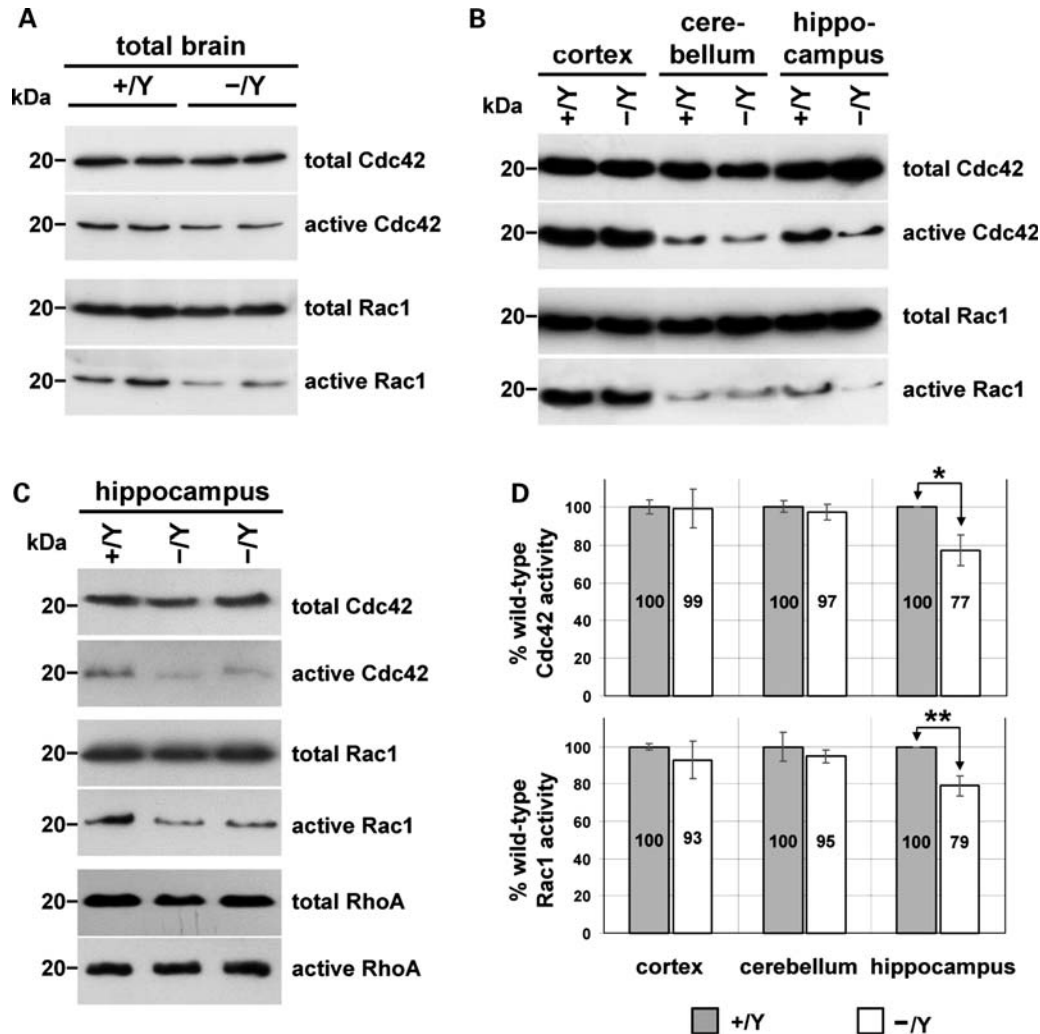 A
total brain
+/Y −/Y
kDa
20 total Cdc42
20 active Cdc42
20 total Rac1
20 active Rac1
B
cortex cere-bellum hippo-campus
kDa +/Y −/Y +/Y −/Y +/Y −/Y
20 total Cdc42
20 active Cdc42
20 total Rac1
20 active Rac1
C
hippocampus
kDa +/Y −/Y −/Y
20 total Cdc42
20 active Cdc42
20 total Rac1
20 active Rac1
20 total RhoA
20 active RhoA
D
% wild-type
Cdc42 activity
100
80
60
40
20
0
100 99 100 97 100 77
*
% wild-type
Rac1 activity
100
80
60
40
20
0
100 93 100 95 100 79
**
cortex cerebellum hippocampus
+/Y −/Y